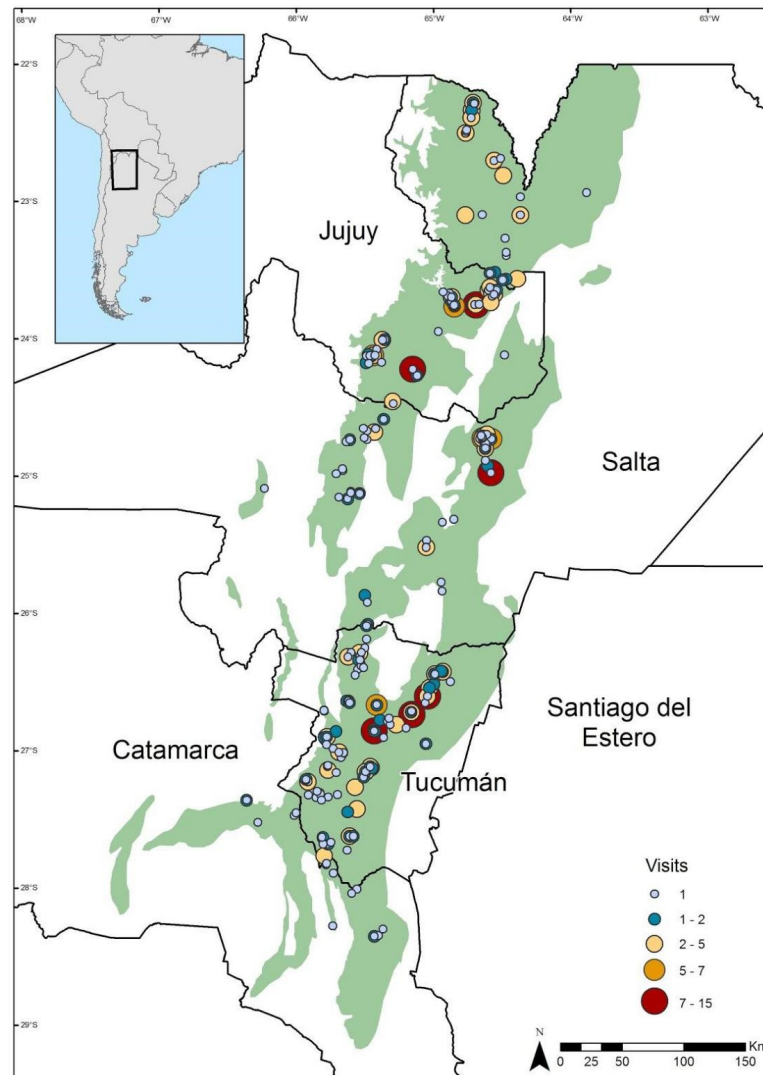 68°W 67°W 66°W 65°W 64°W 63°W
22°S
23°S
Jujuy
24°S
Salta
25°S
26°S
Santiago del
Estero
27°S
Catamarca
Tucumán
Visits
1
28°S
1 - 2
2 - 5
5 - 7
7 - 15
29°S
N
Km
0 25 50 100 150